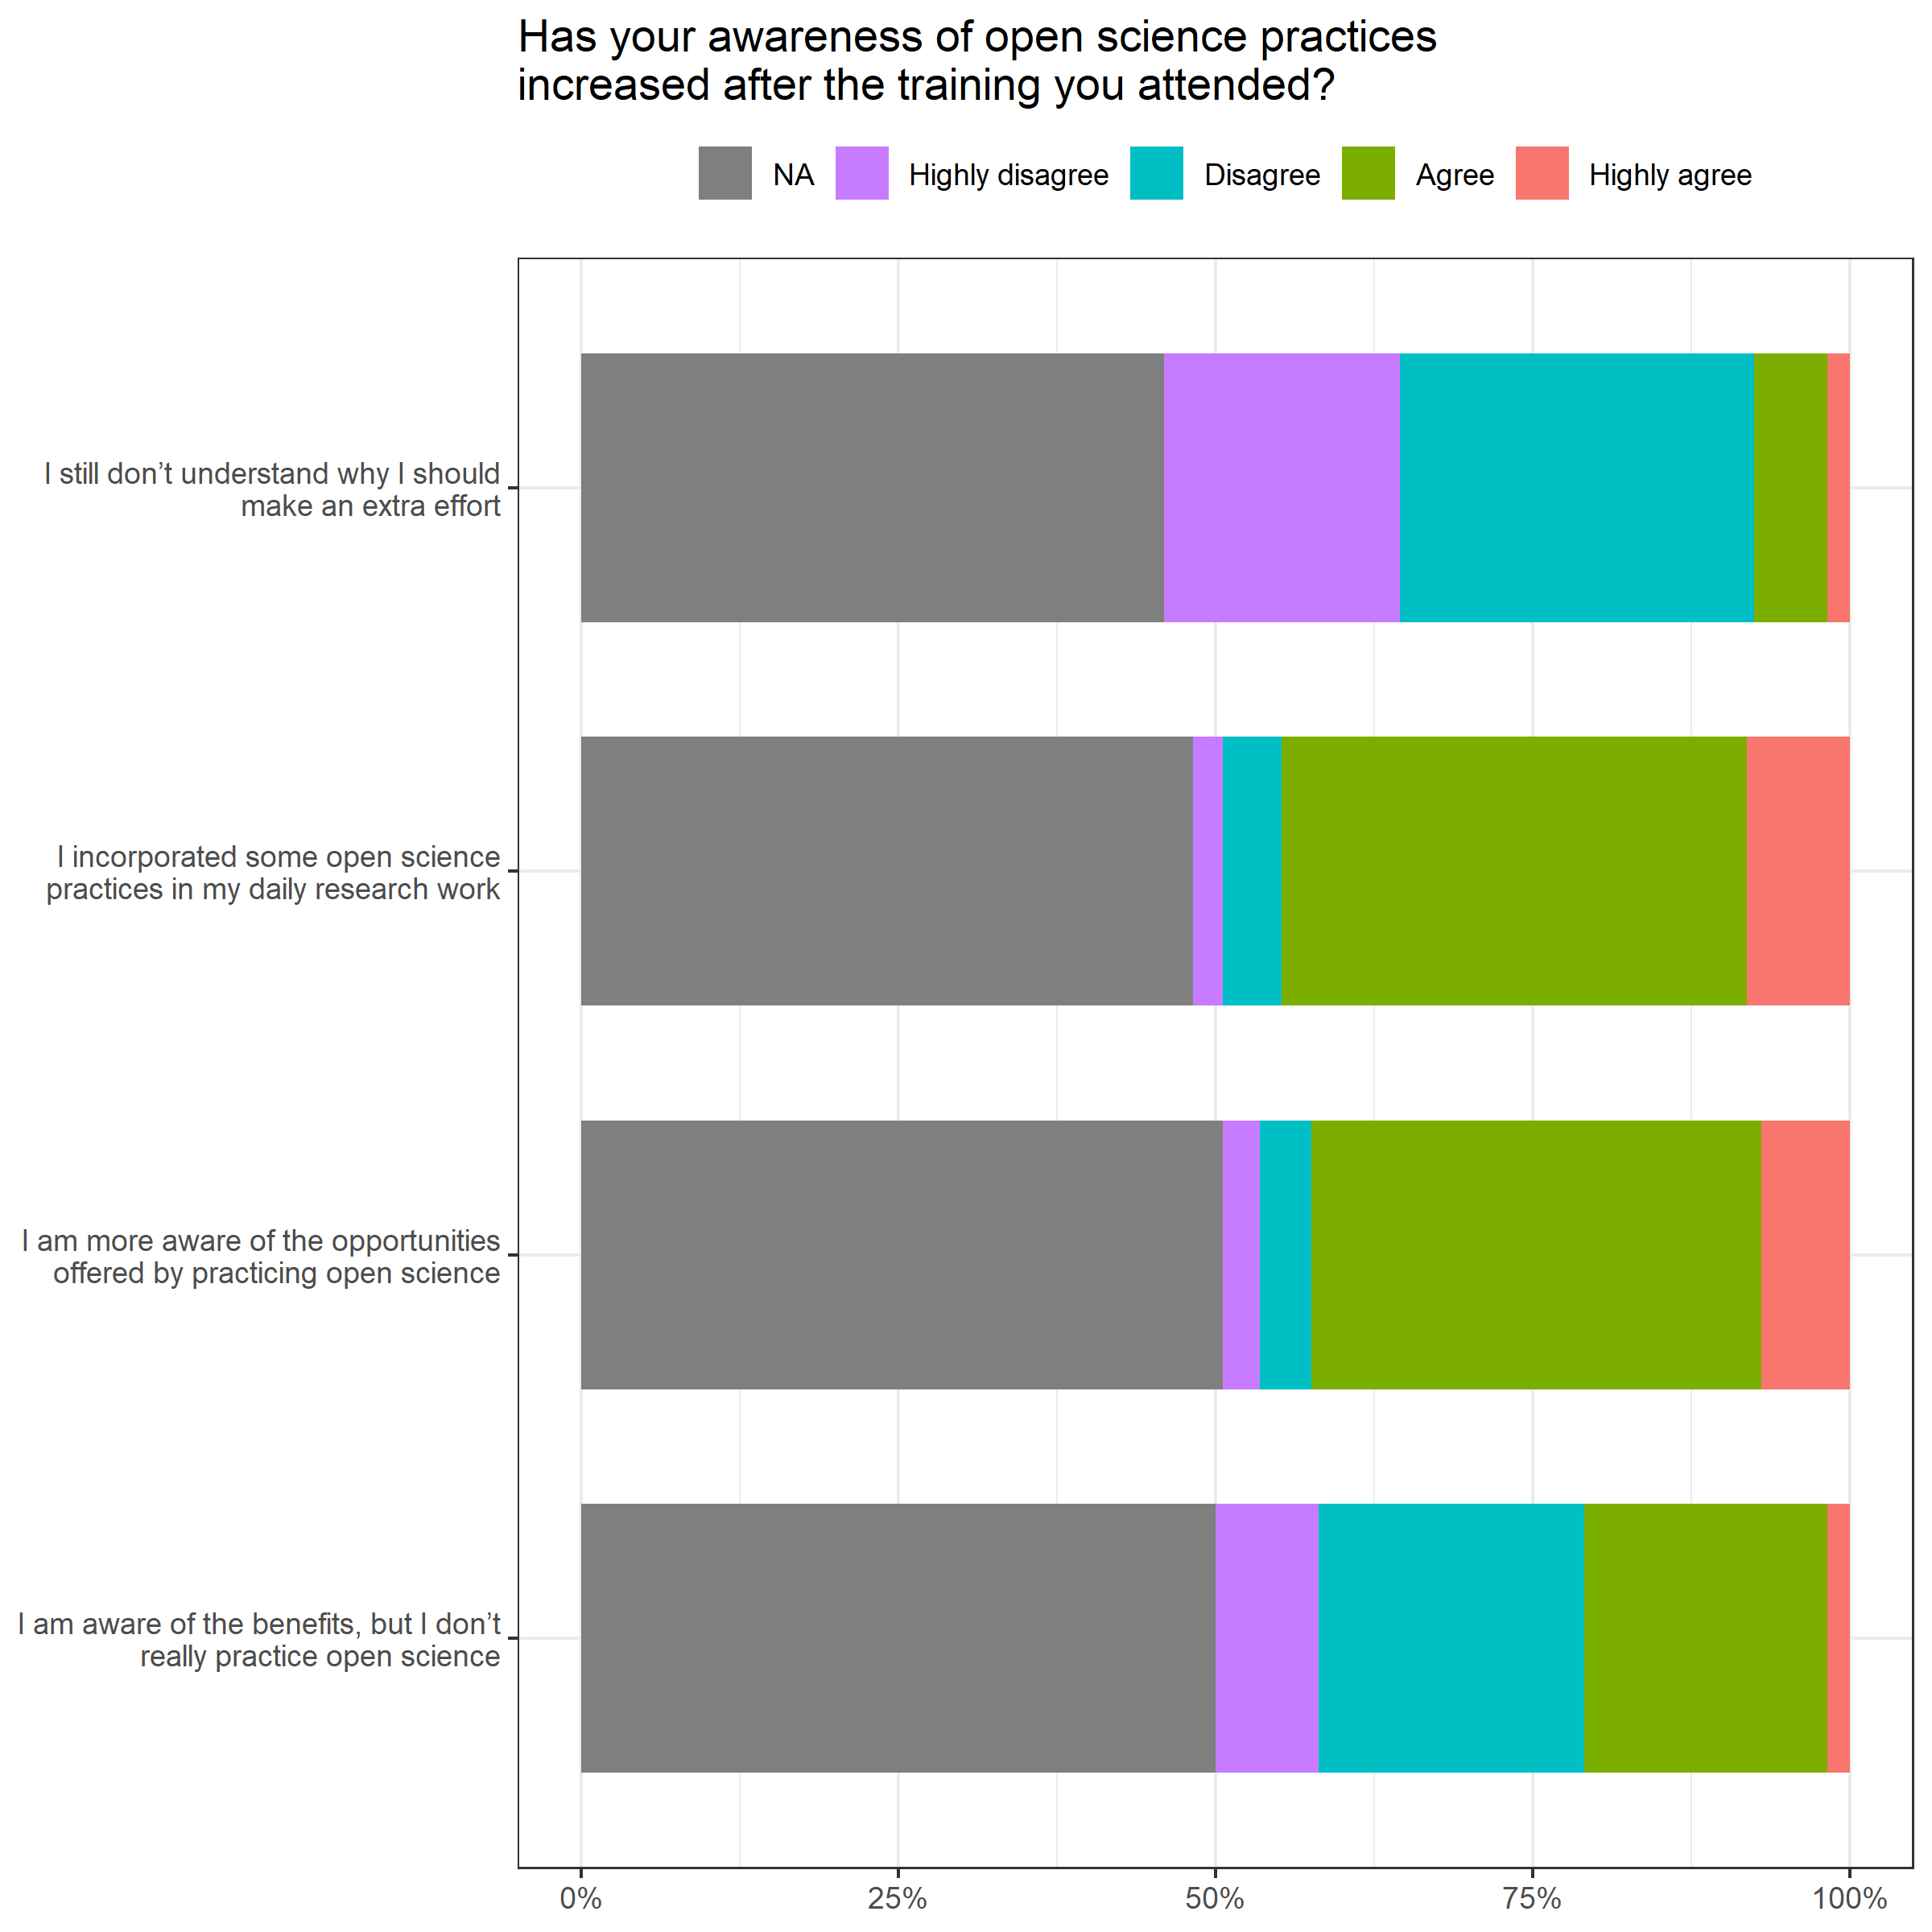 Has your awareness of open science practices
increased after the training you attended?
NA Highly disagree Disagree Agree Highly agree
I still don’t understand why I should
make an extra effort
I incorporated some open science
practices in my daily research work
I am more aware of the opportunities
offered by practicing open science
I am aware of the benefits, but I don’t
really practice open science
0% 25% 50% 75% 100%